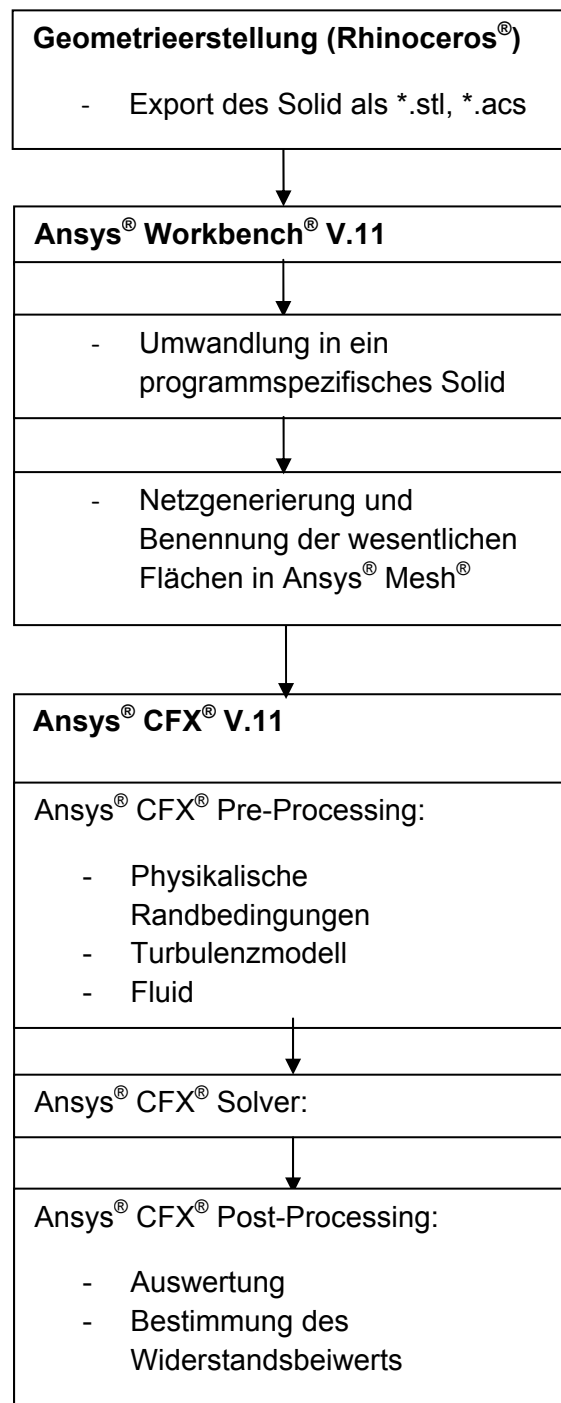 Geometrieerstellung (Rhinoceros®)
- Export des Solid als *.stl, *.acs
Ansys® Workbench® V.11
- Umwandlung in ein
programmspezifisches Solid
- Netzgenerierung und
Benennung der wesentlichen
Flächen in Ansys® Mesh®
Ansys® CFX® V.11
Ansys® CFX® Pre-Processing:
- Physikalische
Randbedingungen
- Turbulenzmodell
- Fluid
Ansys® CFX® Solver:
Ansys® CFX® Post-Processing:
- Auswertung
- Bestimmung des
Widerstandsbeiwerts